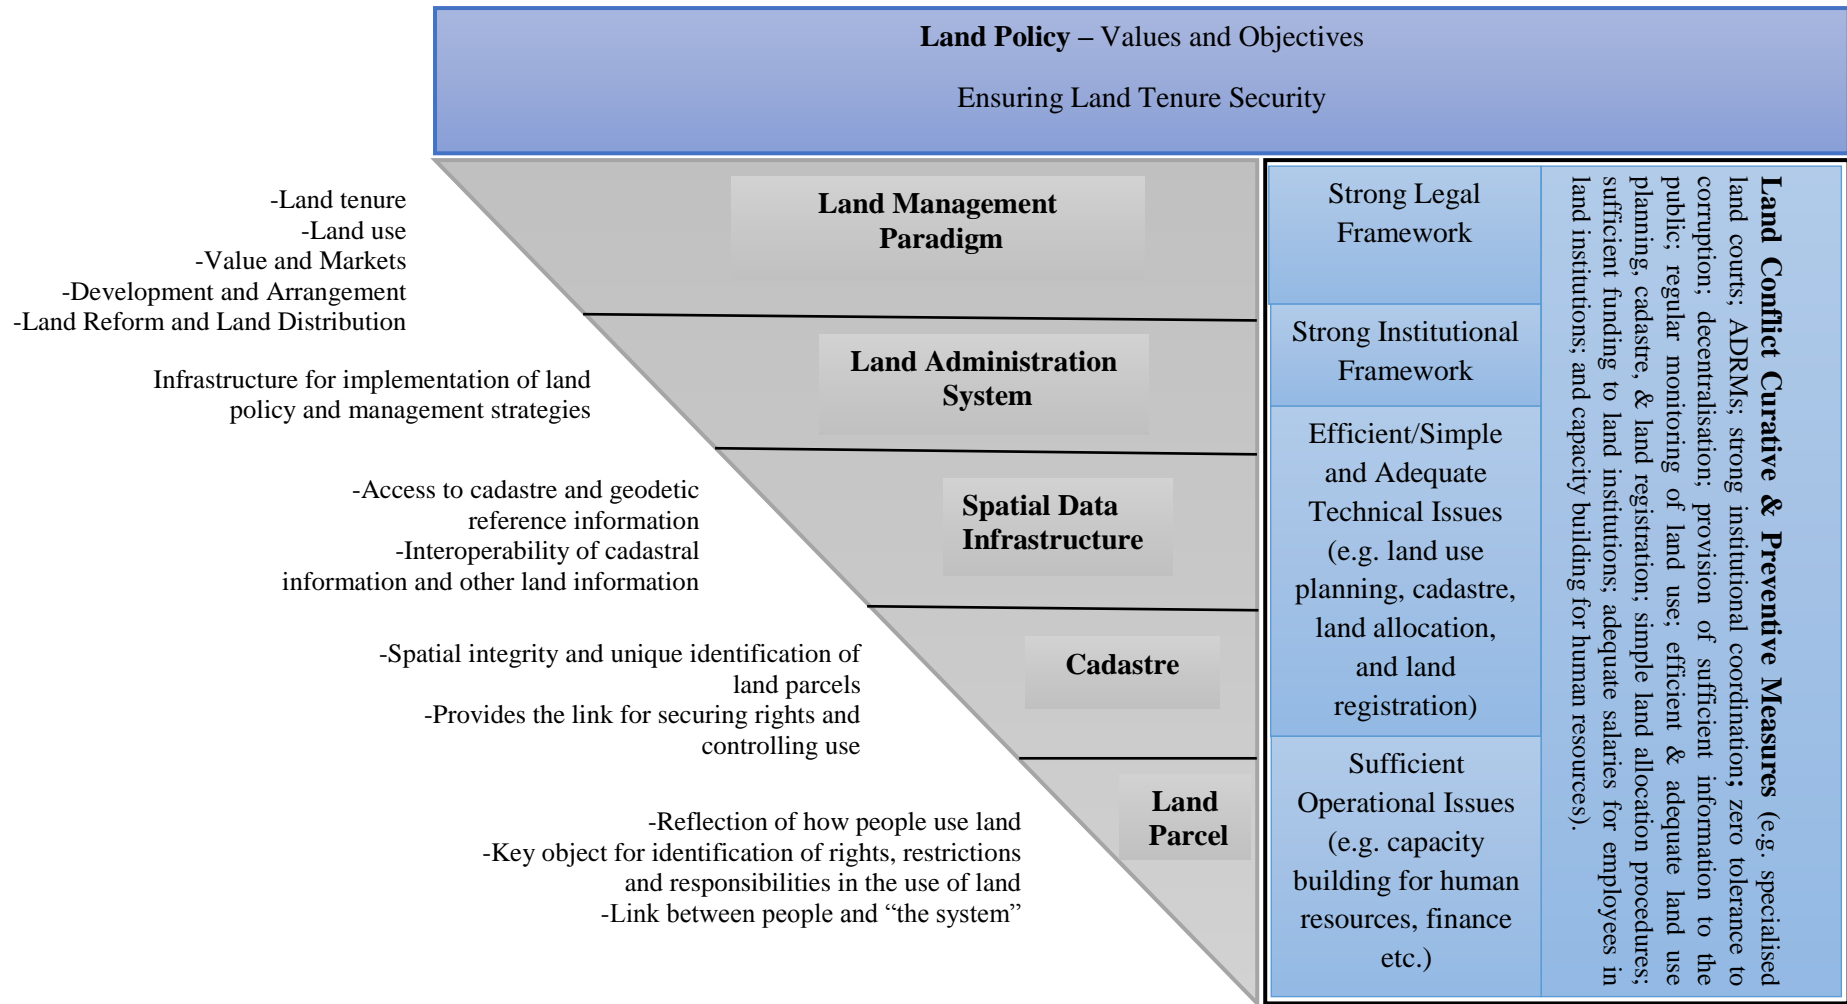 Land Policy – Values and Objectives
Ensuring Land Tenure Security
-Land tenure
-Land use
-Value and Markets
-Development and Arrangement
-Land Reform and Land Distribution
Land Management
Paradigm
Infrastructure for implementation of land
policy and management strategies
Land Administration
System
-Access to cadastre and geodetic
reference information
-Interoperability of cadastral
information and other land information
Spatial Data
Infrastructure
-Spatial integrity and unique identification of
land parcels
-Provides the link for securing rights and
controlling use
Cadastre
-Reflection of how people use land
-Key object for identification of rights, restrictions
and responsibilities in the use of land
-Link between people and “the system”
Land
Parcel
Strong Legal
Framework
Strong Institutional
Framework
Efficient/Simple
and Adequate
Technical Issues
(e.g. land use
planning, cadastre,
land allocation,
and land
registration)
Sufficient
Operational Issues
(e.g. capacity
building for human
resources, finance
etc.)
Land Conflict Curative & Preventive Measures (e.g. specialised
land courts; ADRMs; strong institutional coordination; zero tolerance to
corruption; decentralisation; provision of sufficient information to the
public; regular monitoring of land use; efficient & adequate land use
planning, cadastre, & land registration; simple land allocation procedures;
sufficient funding to land institutions; adequate salaries for employees in
land institutions; and capacity building for human resources).